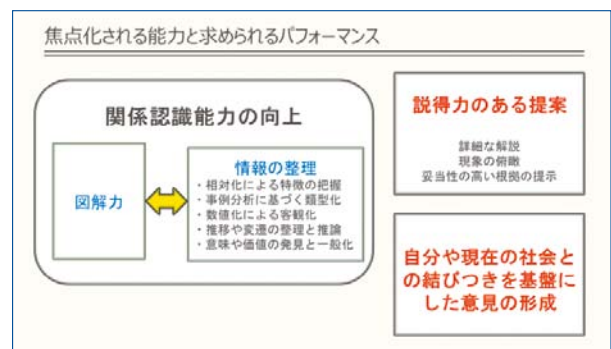 焦点化される能力と求められるパフォーマンス
関係認識能力の向上
図解力
情報の整理
・相対化による特徴の把握
・事例分析に基づく類型化
・数値化による客観化
・推移や変遷の整理と推論
・意味や価値の発見と一般化
説得力のある提案
詳細な解説
現象の俯瞰
妥当性の高い根拠の提示
自分や現在の社会と
の結びつきを基盤に
した意見の形成